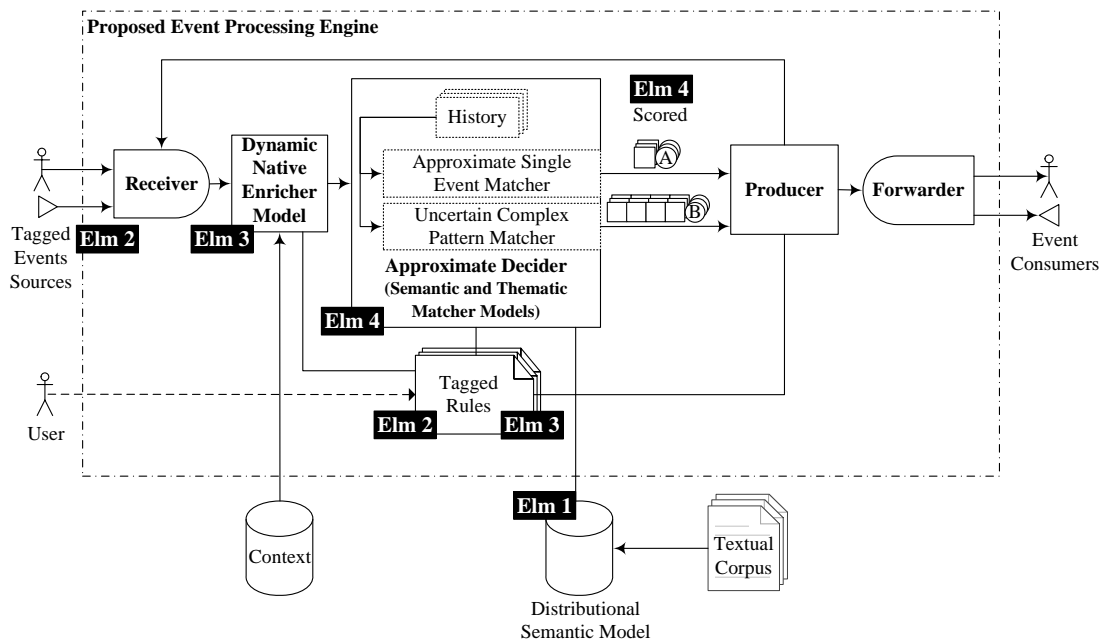 Proposed Event Processing Engine
Elm 4
Scored
History
Dynamic
Native
Enricher
Model
Approximate Single
Event Matcher
A
Receiver
Producer
Forwarder
Uncertain Complex
Pattern Matcher
B
Elm 2
Elm 3
Tagged
Events
Sources
Event
Consumers
Approximate Decider
(Semantic and Thematic
Matcher Models)
Elm 4
Tagged
Rules
Elm 2
Elm 3
User
Elm 1
Context
Textual
Corpus
Distributional
Semantic Model